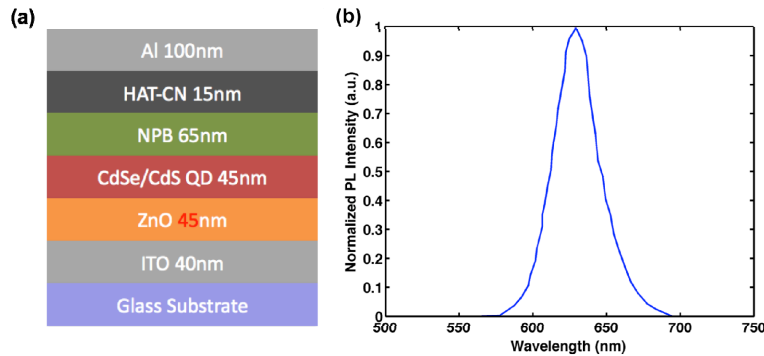 (a)
Al 100nm
HAT-CN 15nm
NPB 65nm
CdSe/CdS QD 45nm
ZnO 45nm
ITO 40nm
Glass Substrate
(b)
Normalized PL Intensity (a.u.)
1
0.9
0.8
0.7
0.6
0.5
0.4
0.3
0.2
0.1
0
500
550
600
650
700
750
Wavelength (nm)